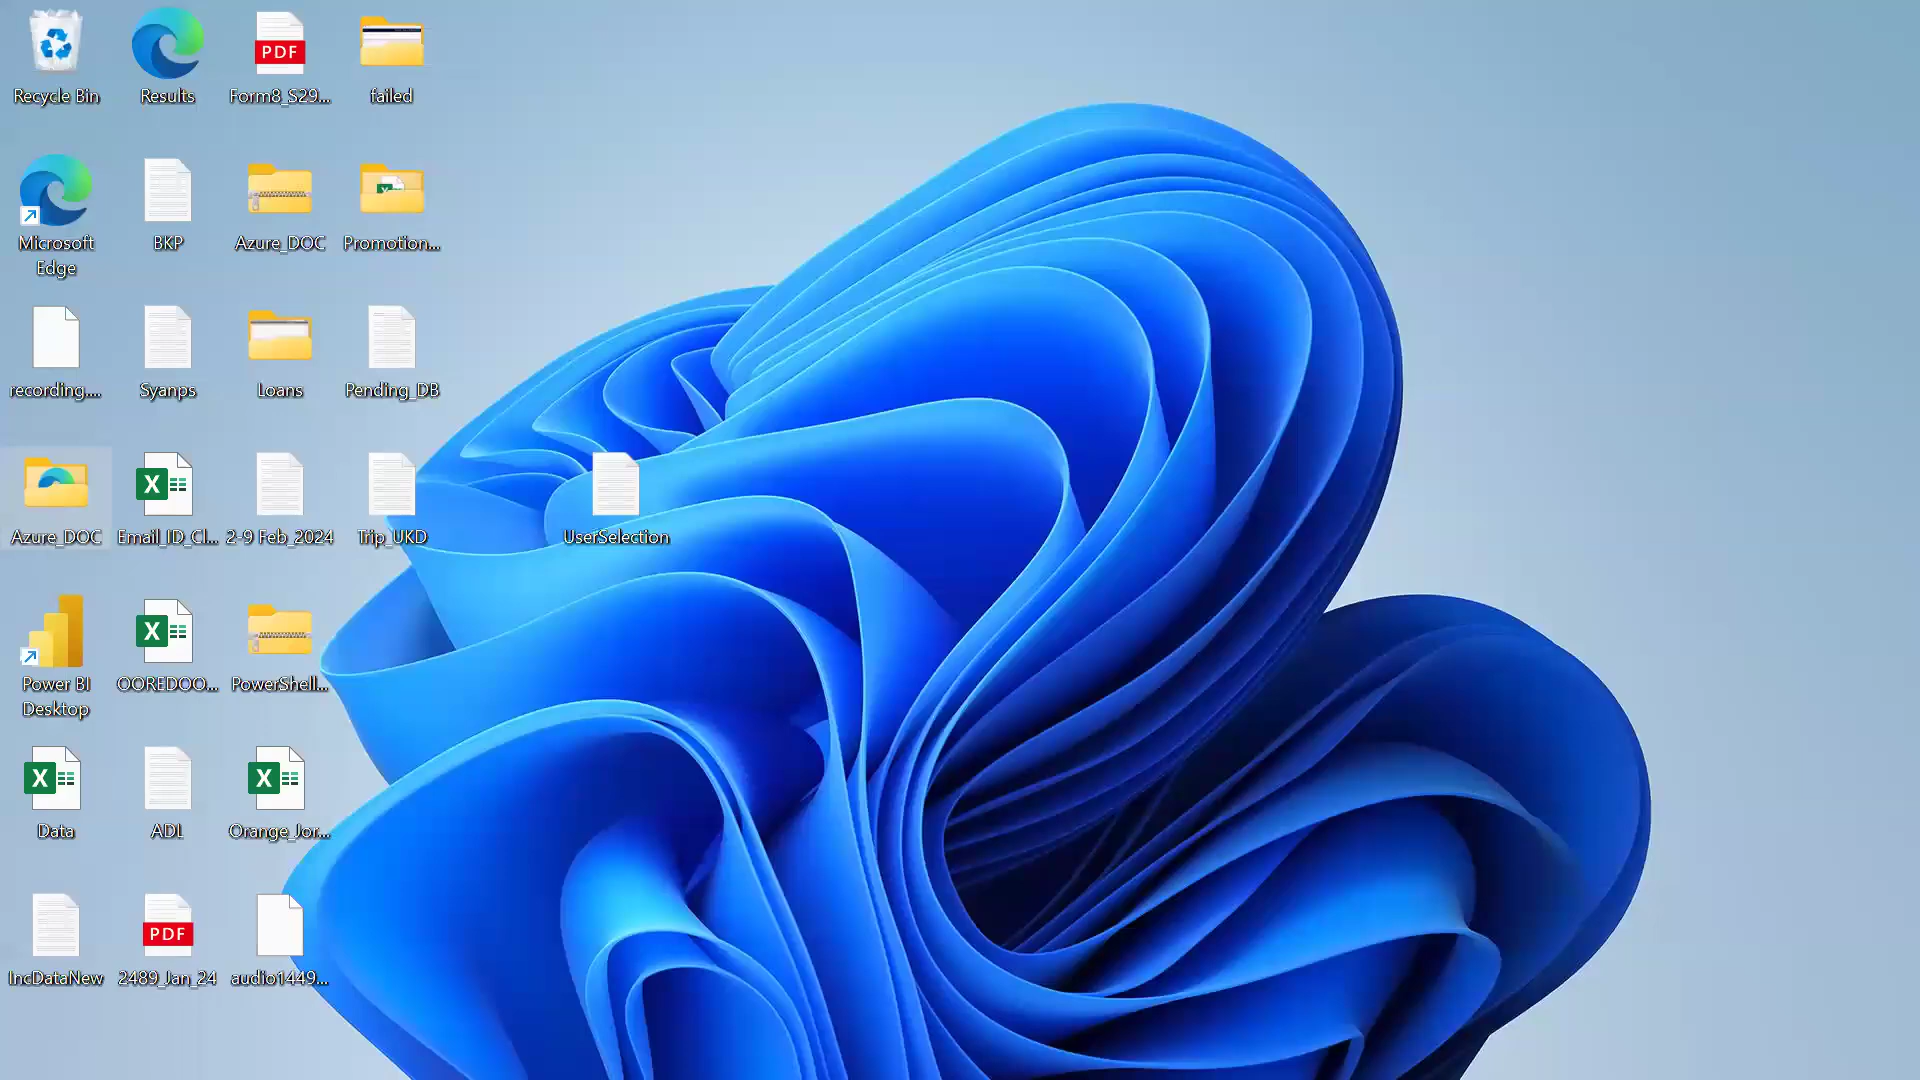 Recycle Bin
Results
PDF
Form8_S29...
failed
Microsoft
Edge
BKP
Azure_DOC
Promotion...
recording....
Syanps
Loans
Pending_DB
Azure_DOC
Email_ID_Cl...
2-9 Feb_2024
Trip_UKD
UserSelection
Power BI
Desktop
OOREDOO...
PowerShell...
Data
ADL
Orange_Jor...
IncDataNew
PDF
2489_Jan_24
audio1449...